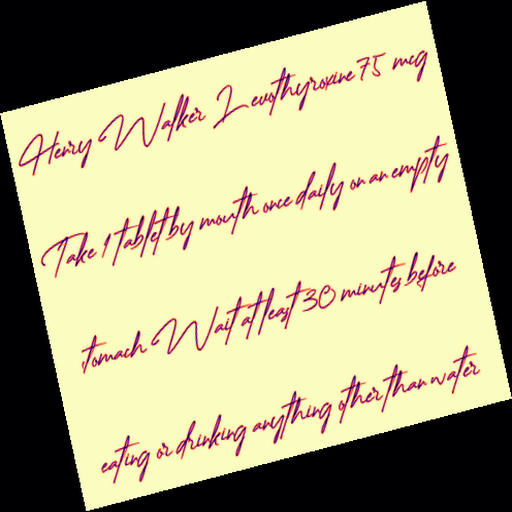 Henry Walker Levothyroxine 75 mcg
Take 1 tablet by mouth once daily on an empty
stomach Wait at least 30 minutes before
eating or drinking anything other than water